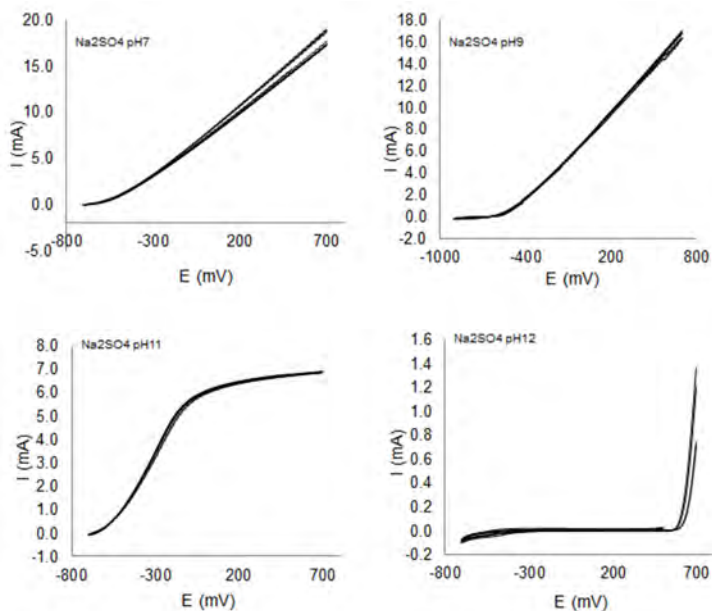 20.0
Na2SO4 pH7
15.0
10.0
I (mA)
5.0
0.0
-5.0
-800 -300 200 700
E (mV)
18.0
Na2SO4 pH9
16.0
14.0
12.0
10.0
I (mA)
8.0
6.0
4.0
2.0
0.0
-2.0
-1000 -400 200 800
E (mV)
8.0
Na2SO4 pH11
7.0
6.0
5.0
I (mA)
4.0
3.0
2.0
1.0
0.0
-1.0
-800 -300 200 700
E (mV)
1.6
Na2SO4 pH12
1.4
1.2
1.0
I (mA)
0.8
0.6
0.4
0.2
0.0
-0.2
-800 -300 200 700
E (mV)